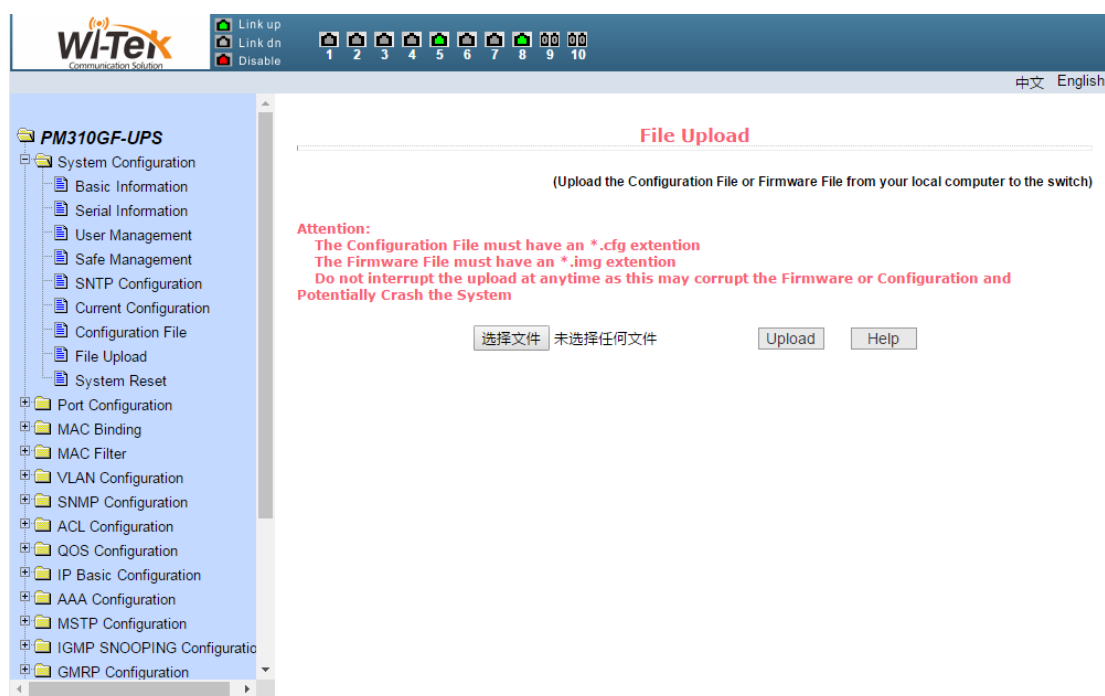 Wi-Tek
Communication Solution
Link up
Link dn
Disable
1 2 3 4 5 6 7 8 9 10
中文 English
PM310GF-UPS
System Configuration
Basic Information
Serial Information
User Management
Safe Management
SNTP Configuration
Current Configuration
Configuration File
File Upload
System Reset
Port Configuration
MAC Binding
MAC Filter
VLAN Configuration
SNMP Configuration
ACL Configuration
QOS Configuration
IP Basic Configuration
AAA Configuration
MSTP Configuration
IGMP SNOOPING Configuratio
GMRP Configuration
File Upload
(Upload the Configuration File or Firmware File from your local computer to the switch)
Attention:
The Configuration File must have an *.cfg extention
The Firmware File must have an *.img extention
Do not interrupt the upload at anytime as this may corrupt the Firmware or Configuration and
Potentially Crash the System
选择文件 未选择任何文件 Upload Help